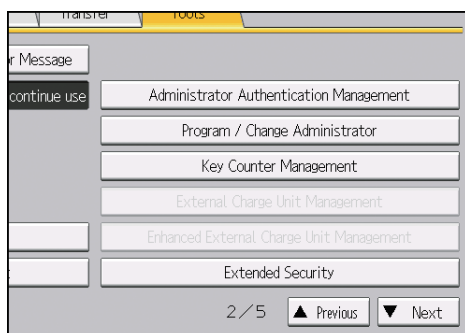 Transfer
Tools
r Message
continue use
Administrator Authentication Management
Program / Change Administrator
Key Counter Management
External Charge Unit Management
Enhanced External Charge Unit Management
Extended Security
2/5
▲ Previous
▼ Next